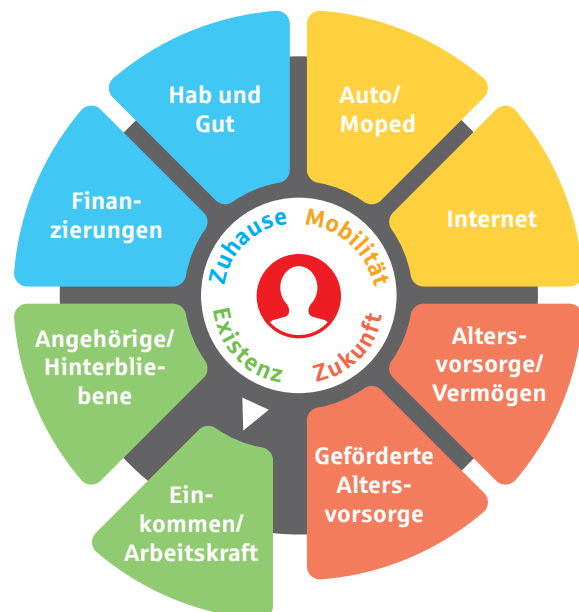 Hab und
Gut
Auto/
Moped
Finan-
zierungen
Internet
Zuhause
Mobilität
Existenz
Zukunft
Angehörige/
Hinterblie-
bene
Alters-
vorsorge/
Vermögen
Ein-
kommen/
Arbeitskraft
Geförderte
Alters-
vorsorge